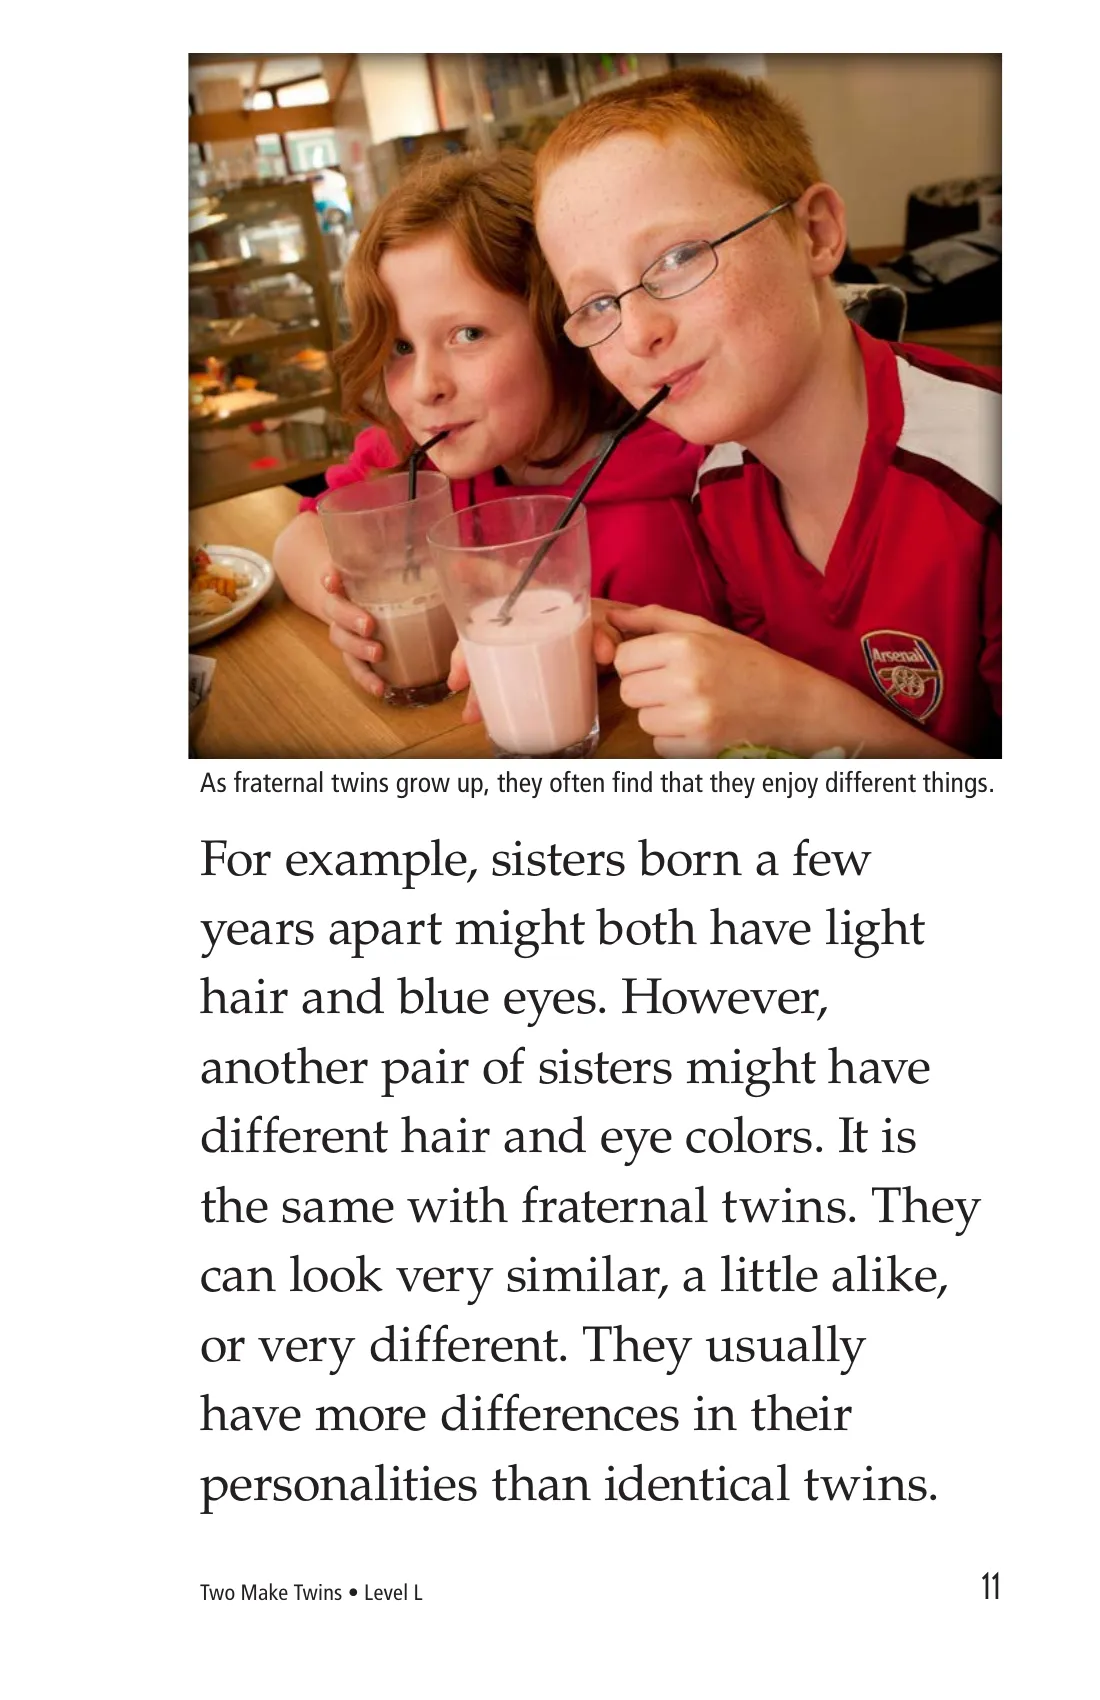 Arsenal
As fraternal twins grow up, they often find that they enjoy different things.
For example, sisters born a few
years apart might both have light
hair and blue eyes. However,
another pair of sisters might have
different hair and eye colors. It is
the same with fraternal twins. They
can look very similar, a little alike,
or very different. They usually
have more differences in their
personalities than identical twins.
Two Make Twins • Level L
11